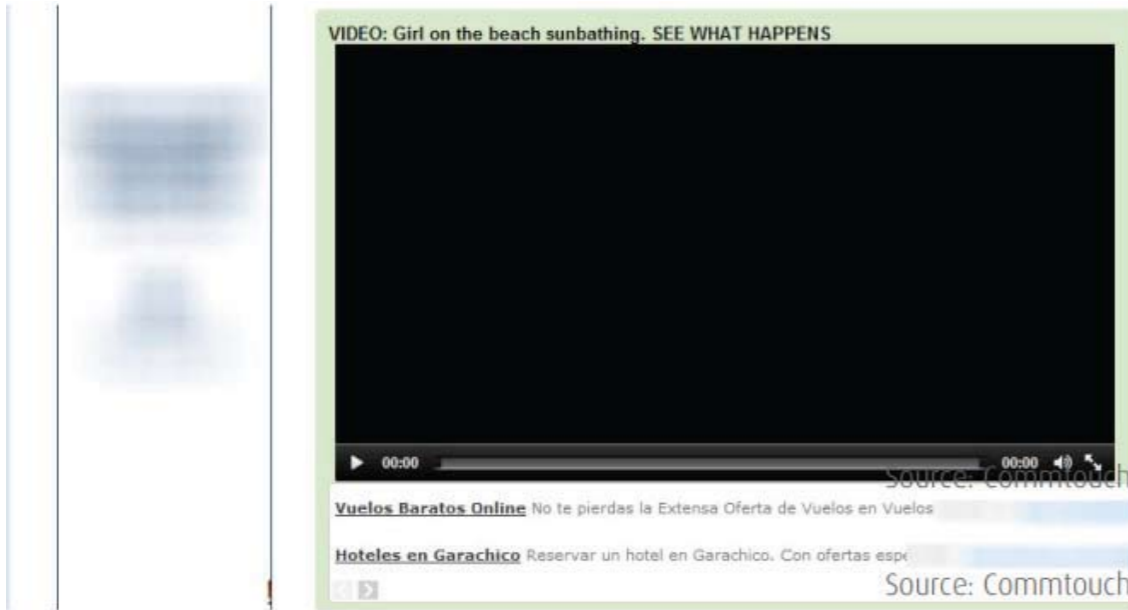 VIDEO: Girl on the beach sunbathing. SEE WHAT HAPPENS
00:00 00:00
Source: Commtouch
Vuelos Baratos Online No te pierdas la Extensa Oferta de Vuelos en Vuelos
Hoteles en Garachico Reservar un hotel en Garachico. Con ofertas
Source: Commtouch